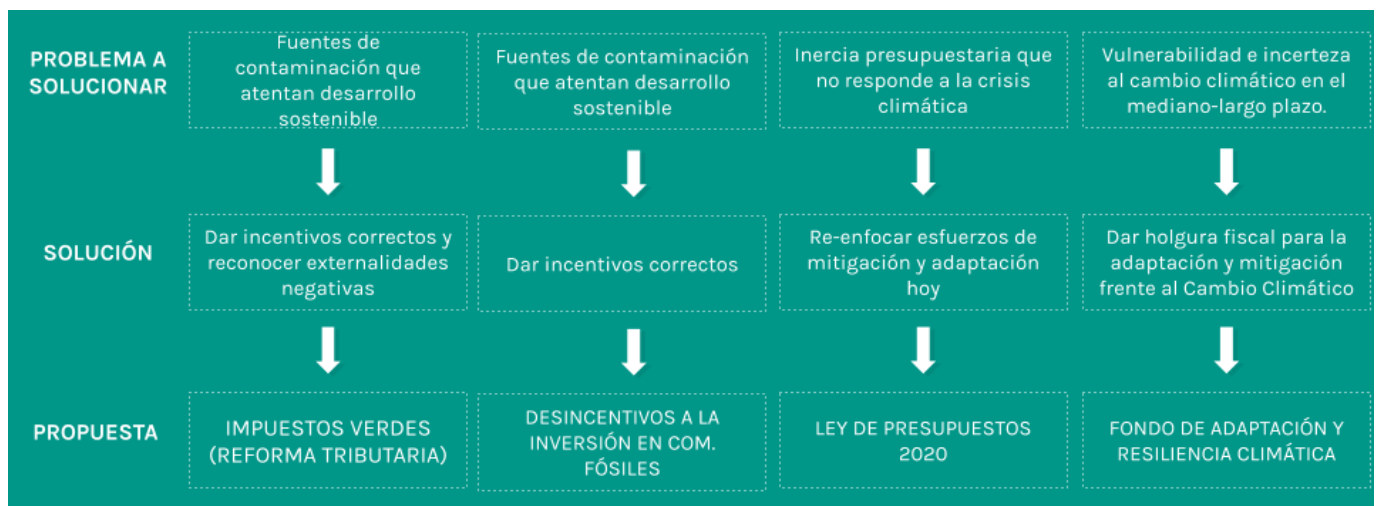 PROBLEMA A
SOLUCIONAR
Fuentes de
contaminación que
atentan desarrollo
sostenible
Fuentes de contaminación
que atentan desarrollo
sostenible
Inercia presupuestaria que
no responde a la crisis
climática
Vulnerabilidad e incerteza
al cambio climático en el
mediano-largo plazo.
SOLUCIÓN
Dar incentivos correctos y
reconocer externalidades
negativas
Dar incentivos correctos
Re-enfocar esfuerzos de
mitigación y adaptación
hoy
Dar holgura fiscal para la
adaptación y mitigación
frente al Cambio Climático
PROPUESTA
IMPUESTOS VERDES
(REFORMA TRIBUTARIA)
DESINCENTIVOS A LA
INVERSIÓN EN COM.
FÓSILES
LEY DE PRESUPUESTOS
2020
FONDO DE ADAPTACIÓN Y
RESILIENCIA CLIMÁTICA